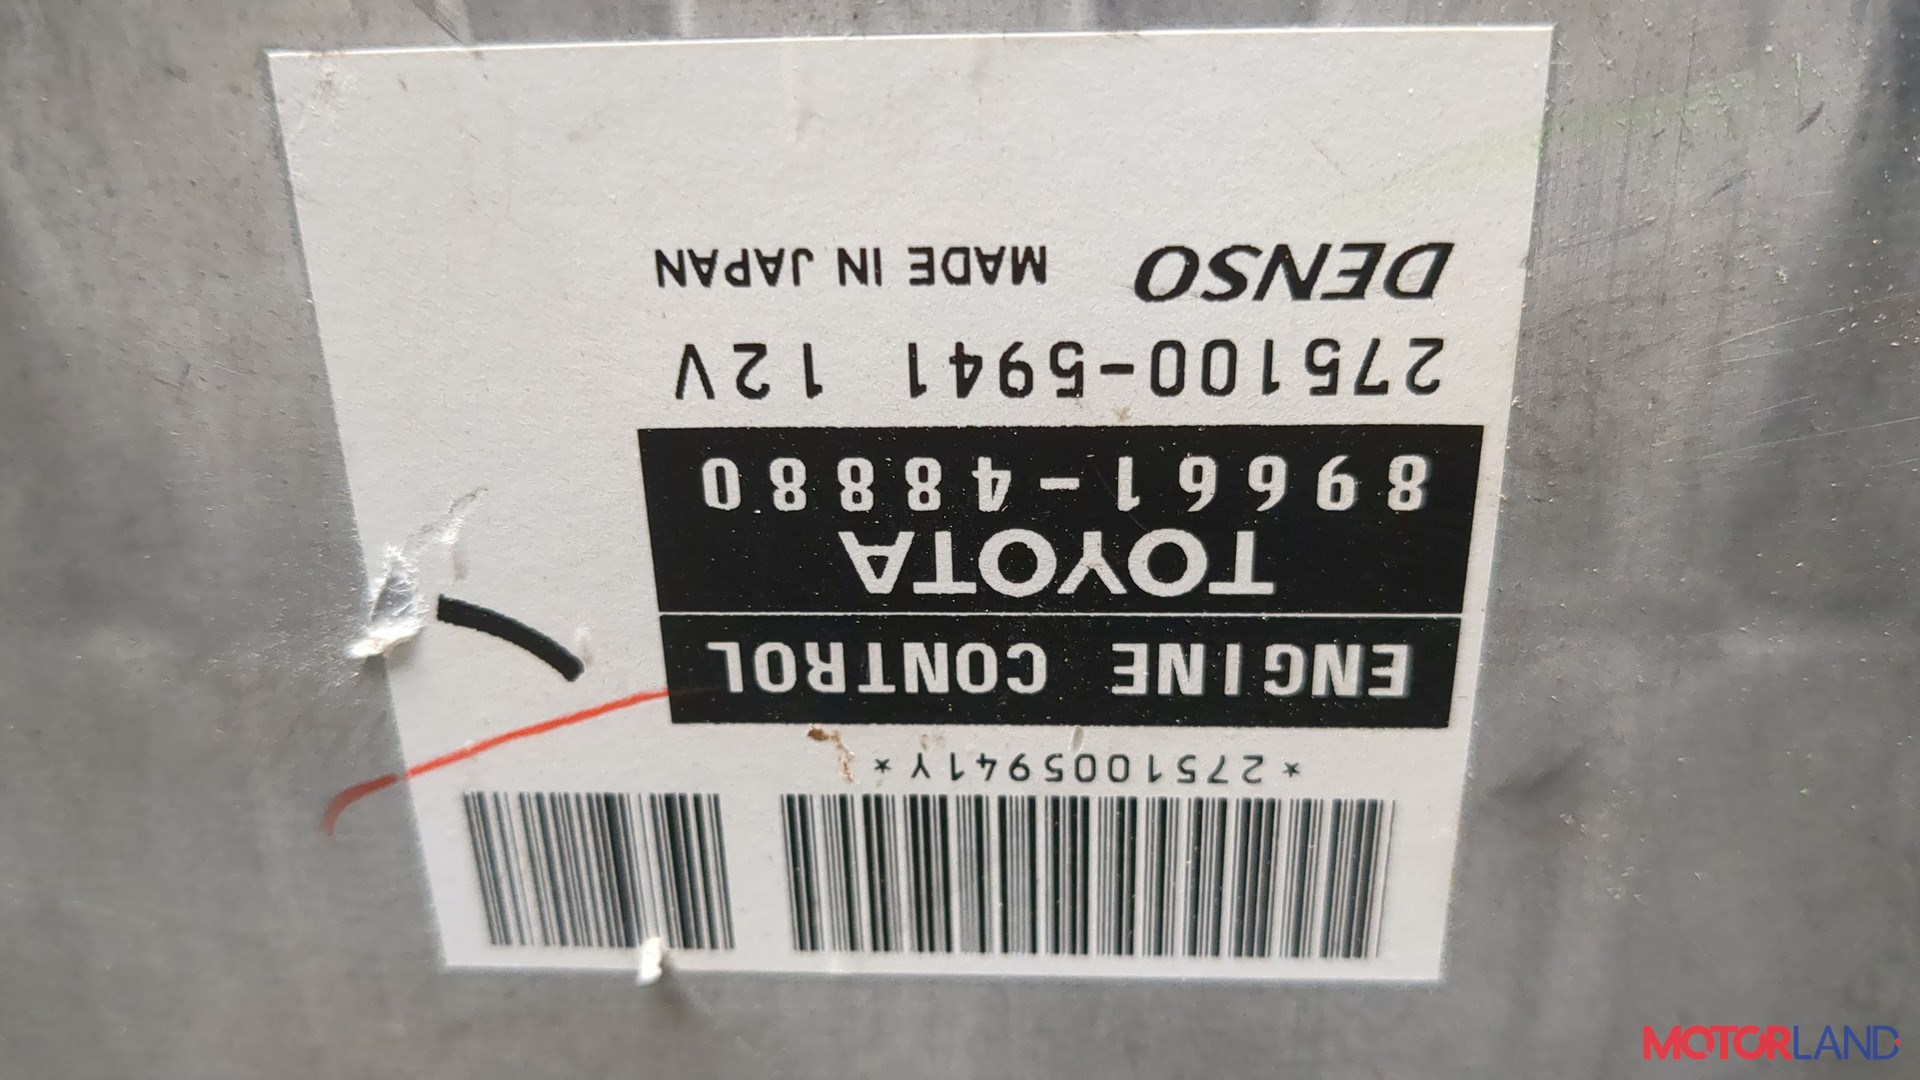 *2751005941Y*
ENGINE CONTROL
TOYOTA
89661-48880
275100-5941 12V
DENSO MADE IN JAPAN
MOTORLAND